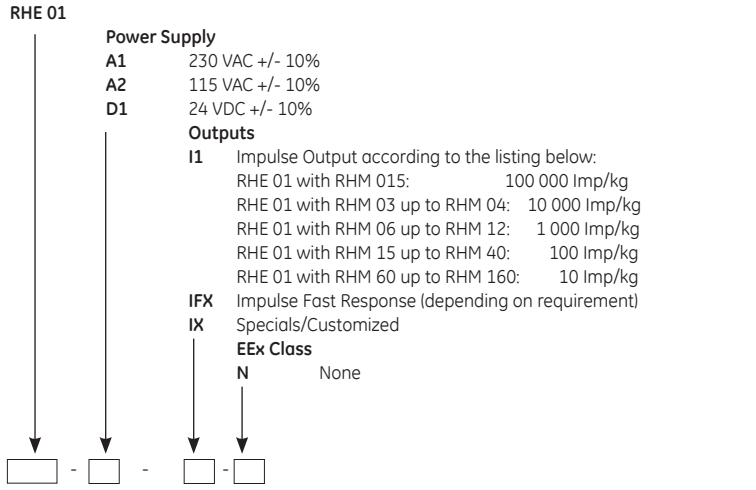 RHE 01
Power Supply
A1 230 VAC +/- 10%
A2 115 VAC +/- 10%
D1 24 VDC +/- 10%
Outputs
I1 Impulse Output according to the listing below:
RHE 01 with RHM 015: 100 000 Imp/kg
RHE 01 with RHM 03 up to RHM 04: 10 000 Imp/kg
RHE 01 with RHM 06 up to RHM 12: 1 000 Imp/kg
RHE 01 with RHM 15 up to RHM 40: 100 Imp/kg
RHE 01 with RHM 60 up to RHM 160: 10 Imp/kg
IFX Impulse Fast Response (depending on requirement)
IX Specials/Customized
EEx Class
N None
- - -